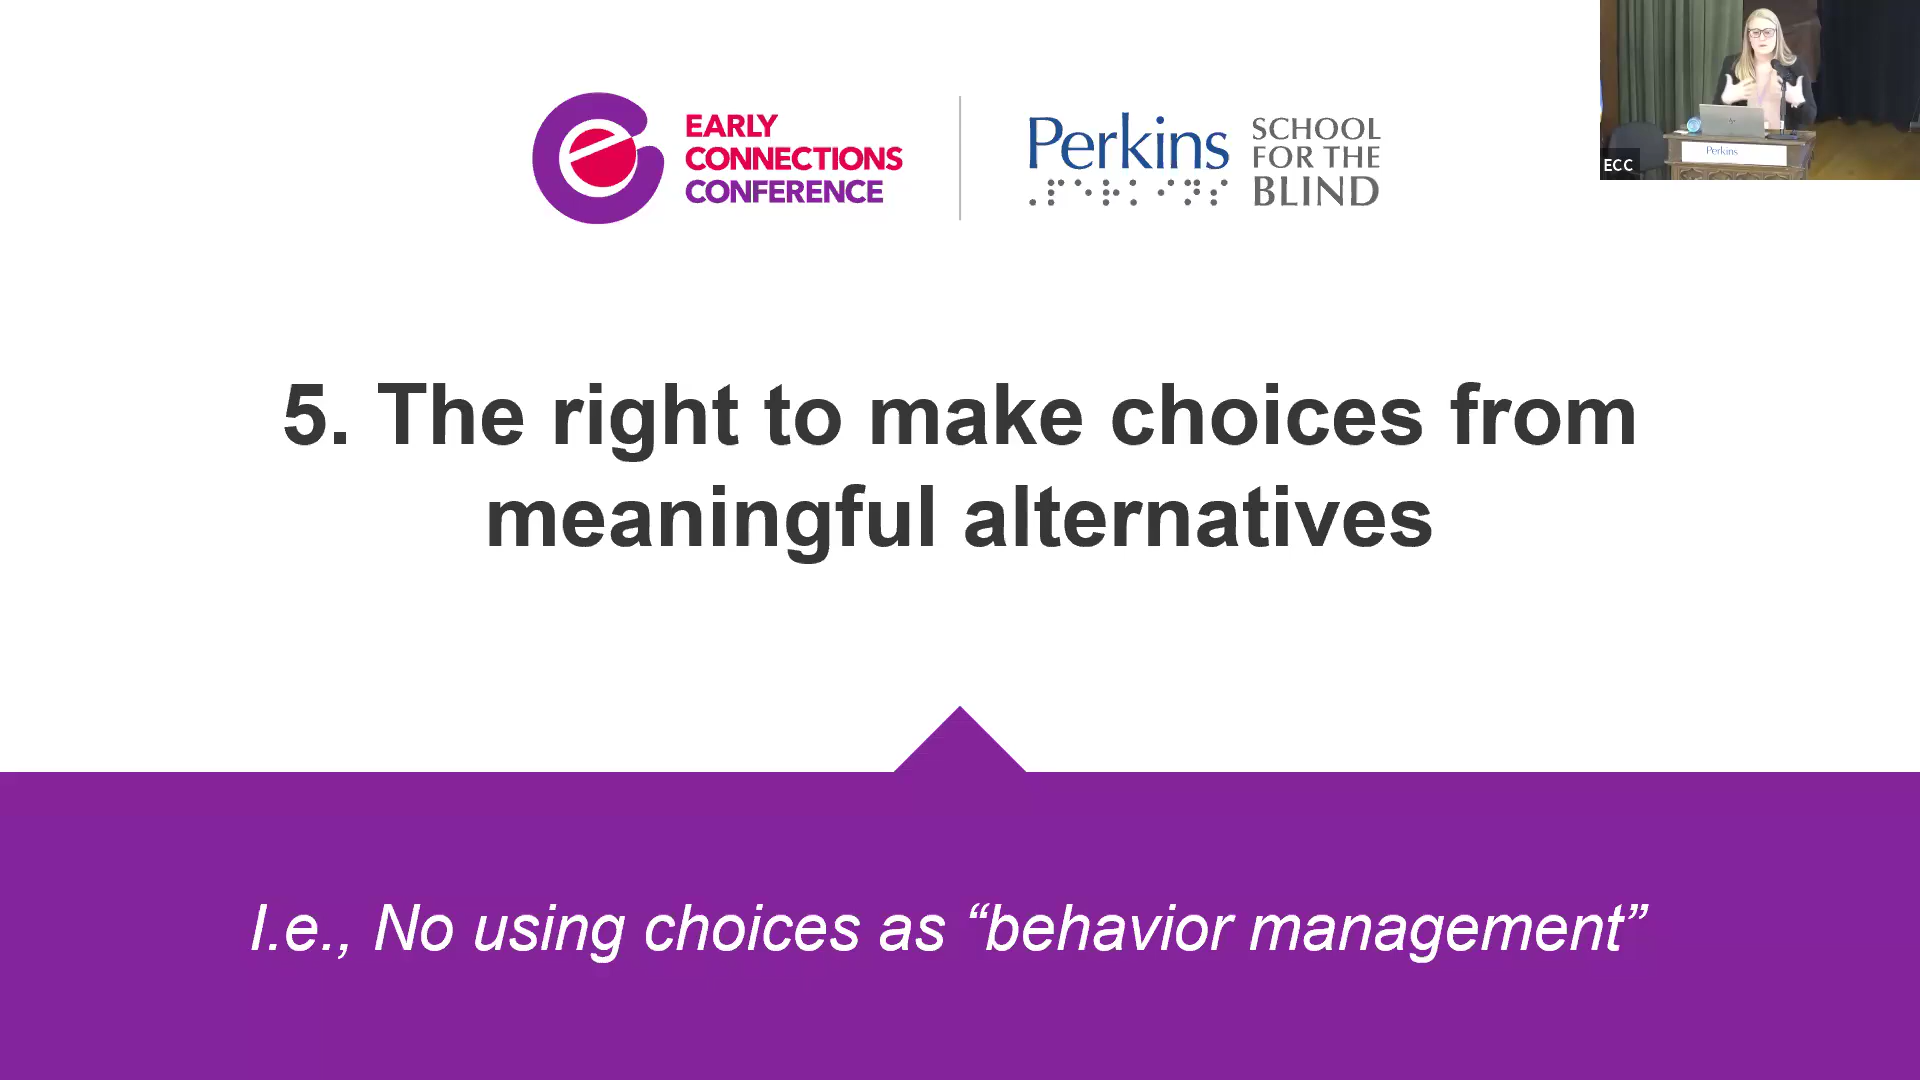 EARLY
CONNECTIONS
CONFERENCE
Perkins
SCHOOL
FOR THE
BLIND
⠠⠏⠑⠗⠅⠊⠝⠎
ECC
Perkins
5. The right to make choices from
meaningful alternatives
I.e., No using choices as “behavior management”